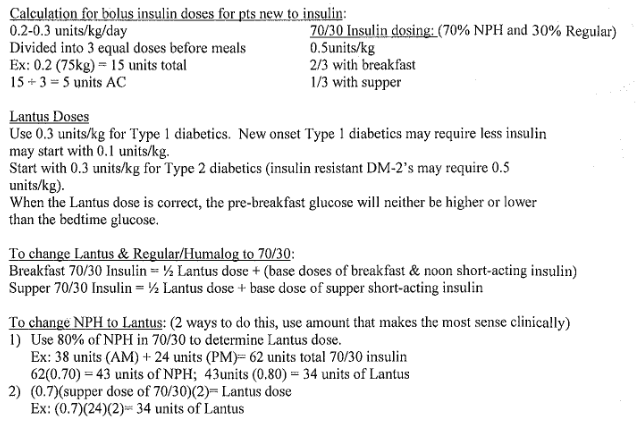 Calculation for bolus insulin doses for pts new to insulin:
0.2-0.3 units/kg/day
Divided into 3 equal doses before meals
Ex: 0.2 (75kg) = 15 units total
15 ÷ 3 = 5 units AC
70/30 Insulin dosing: (70% NPH and 30% Regular)
0.5units/kg
2/3 with breakfast
1/3 with supper
Lantus Doses
Use 0.3 units/kg for Type 1 diabetics. New onset Type 1 diabetics may require less insulin
may start with 0.1 units/kg.
Start with 0.3 units/kg for Type 2 diabetics (insulin resistant DM-2's may require 0.5
units/kg).
When the Lantus dose is correct, the pre-breakfast glucose will neither be higher or lower
than the bedtime glucose.
To change Lantus & Regular/Humalog to 70/30:
Breakfast 70/30 Insulin = ½ Lantus dose + (base doses of breakfast & noon short-acting insulin)
Supper 70/30 Insulin = ½ Lantus dose + base dose of supper short-acting insulin
To change NPH to Lantus: (2 ways to do this, use amount that makes the most sense clinically)
1) Use 80% of NPH in 70/30 to determine Lantus dose.
Ex: 38 units (AM) + 24 units (PM)= 62 units total 70/30 insulin
62(0.70) = 43 units of NPH; 43units (0.80) = 34 units of Lantus
2) (0.7)(supper dose of 70/30)(2)= Lantus dose
Ex: (0.7)(24)(2)= 34 units of Lantus